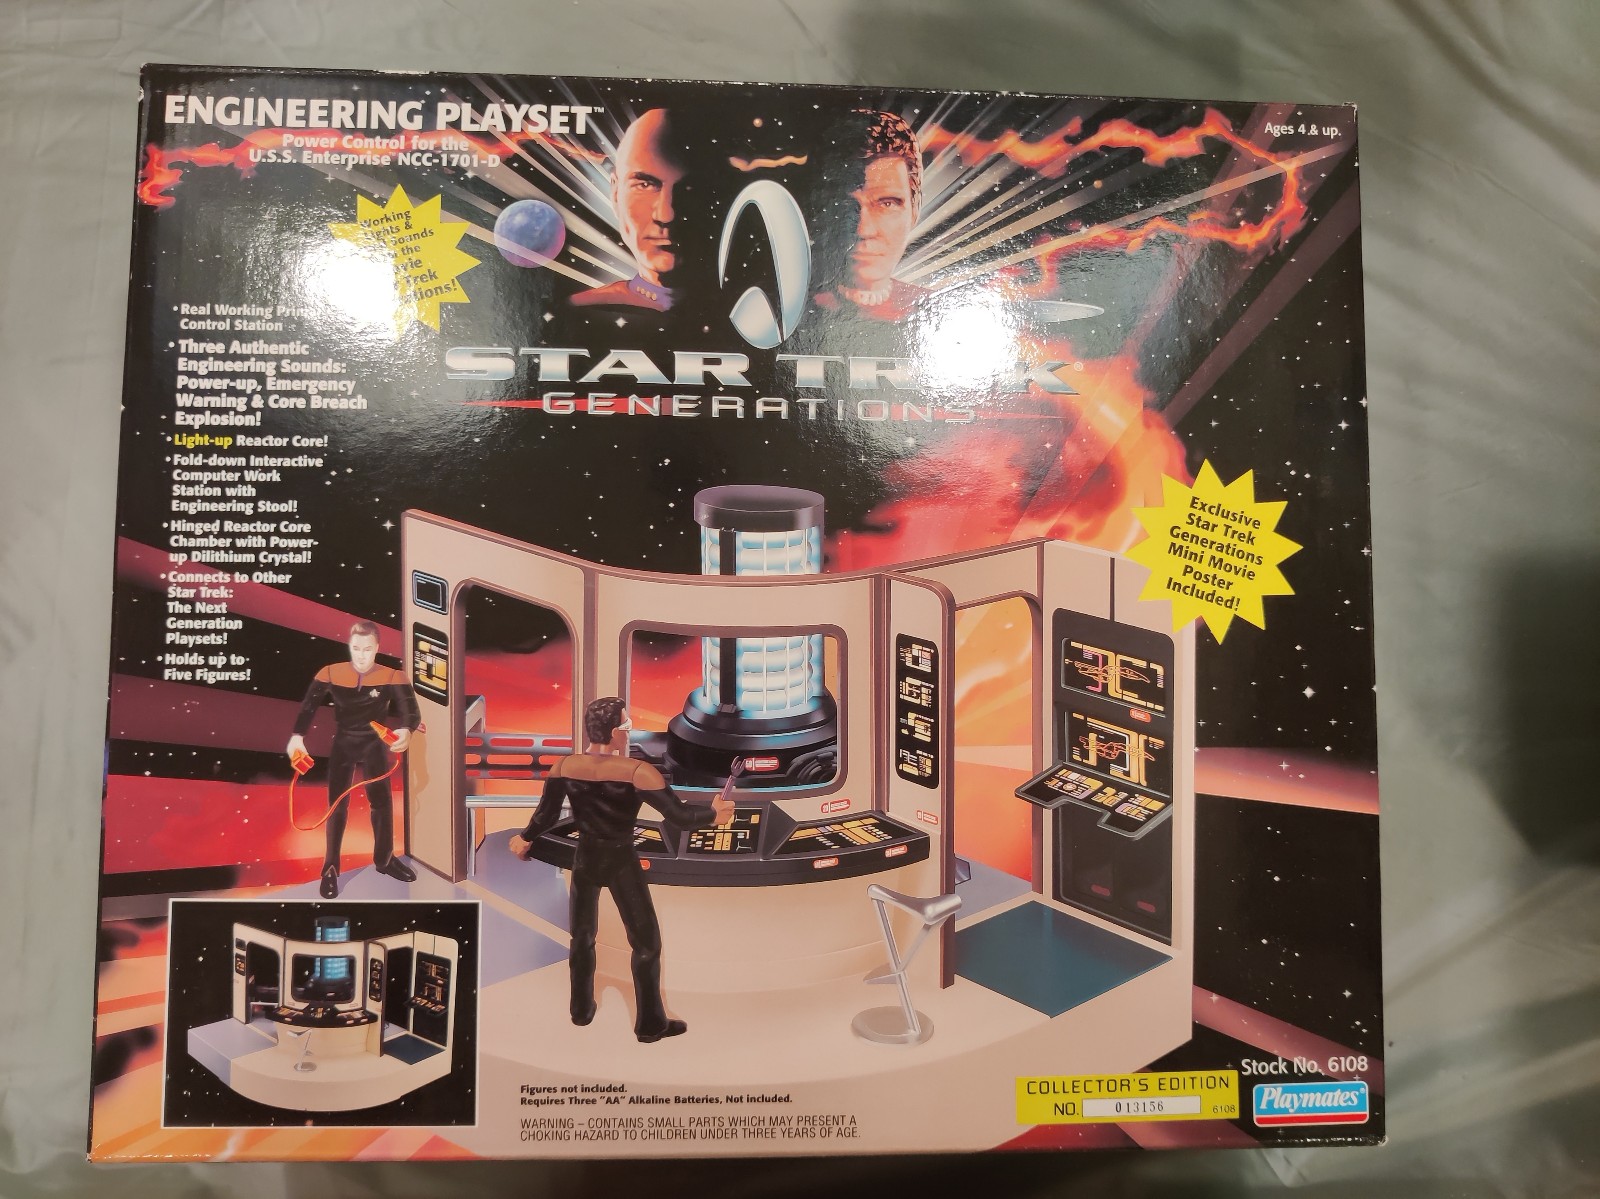 ENGINEERING PLAYSET™
Power Control for the
U.S.S. Enterprise NCC-1701-D
Ages 4 & up.
Working
Lights &
Sounds
the
Trek
STAR TREK®
GENERATIONS
• Real Working
Control Station
• Three Authentic
Engineering Sounds:
Power-up, Emergency
Warning & Core Breach
Explosion!
• Light-up Reactor Core!
• Fold-down Interactive
Computer Work
Station with
Engineering Stool!
• Hinged Reactor Core
Chamber with Power-
up Dilithium Crystal!
• Connects to Other
Star Trek:
The Next
Generation
Playsets!
• Holds up to
Five Figures!
Exclusive
Star Trek
Generations
Mini Movie
Poster
Included!
Figures not included.
Requires Three "AA" Alkaline Batteries, Not included.
WARNING – CONTAINS SMALL PARTS WHICH MAY PRESENT A
CHOKING HAZARD TO CHILDREN UNDER THREE YEARS OF AGE.
COLLECTOR'S EDITION
NO. 013156 6108
Stock No. 6108
Playmates®